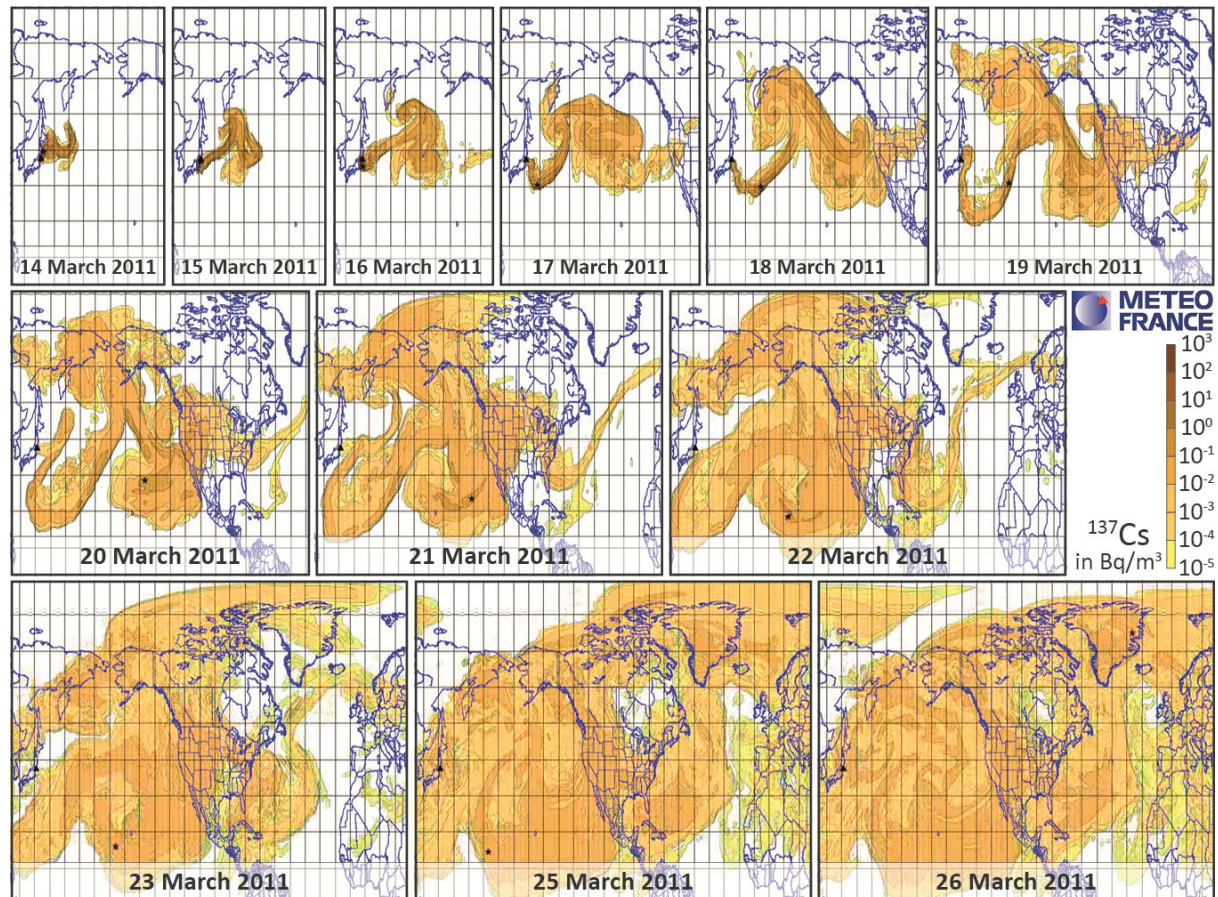 14 March 2011
15 March 2011
16 March 2011
17 March 2011
18 March 2011
19 March 2011
20 March 2011
21 March 2011
22 March 2011
METEO
FRANCE
10³
10²
10¹
10⁰
10⁻¹
10⁻²
10⁻³
10⁻⁴
10⁻⁵
¹³⁷Cs
in Bq/m³
23 March 2011
25 March 2011
26 March 2011